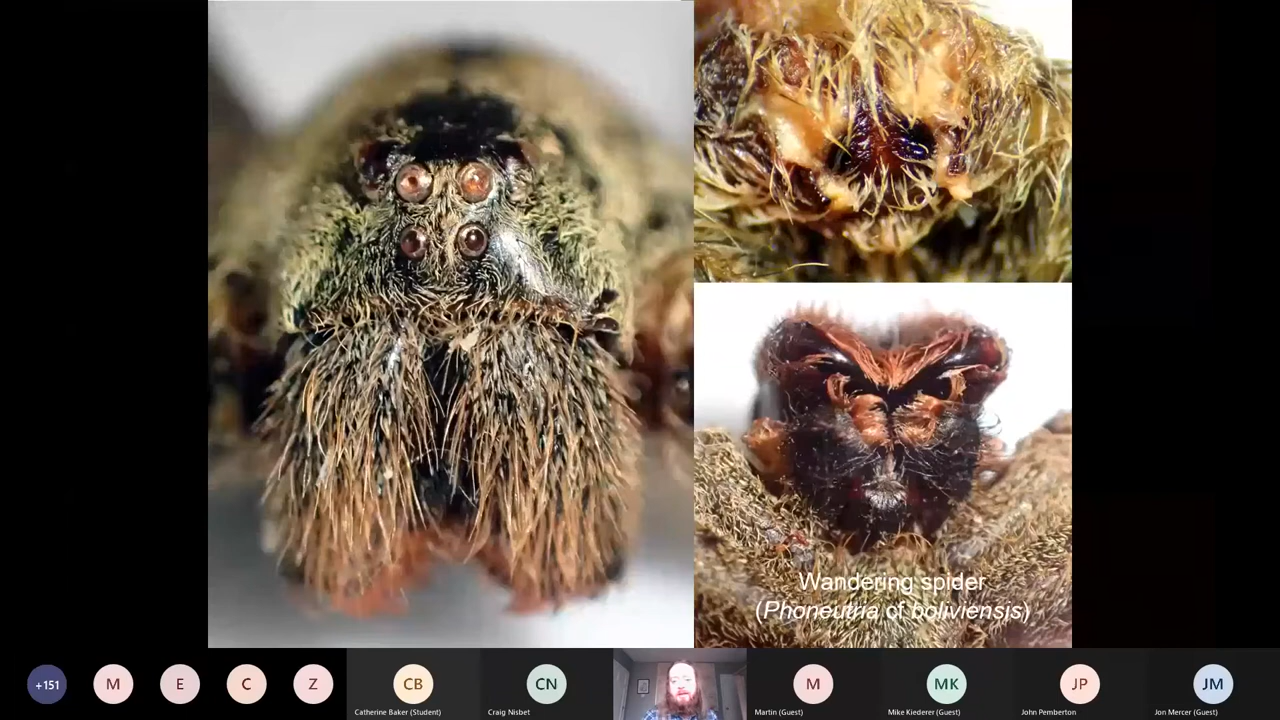 Wandering spider
(Phoneutria cf boliviensis)
+151
M
E
C
Z
CB
CN
M
MK
JP
JM
Catherine Baker (Student)
Craig Nisbet
Martin (Guest)
Mike Kiederer (Guest)
John Pemberton
Jon Mercer (Guest)